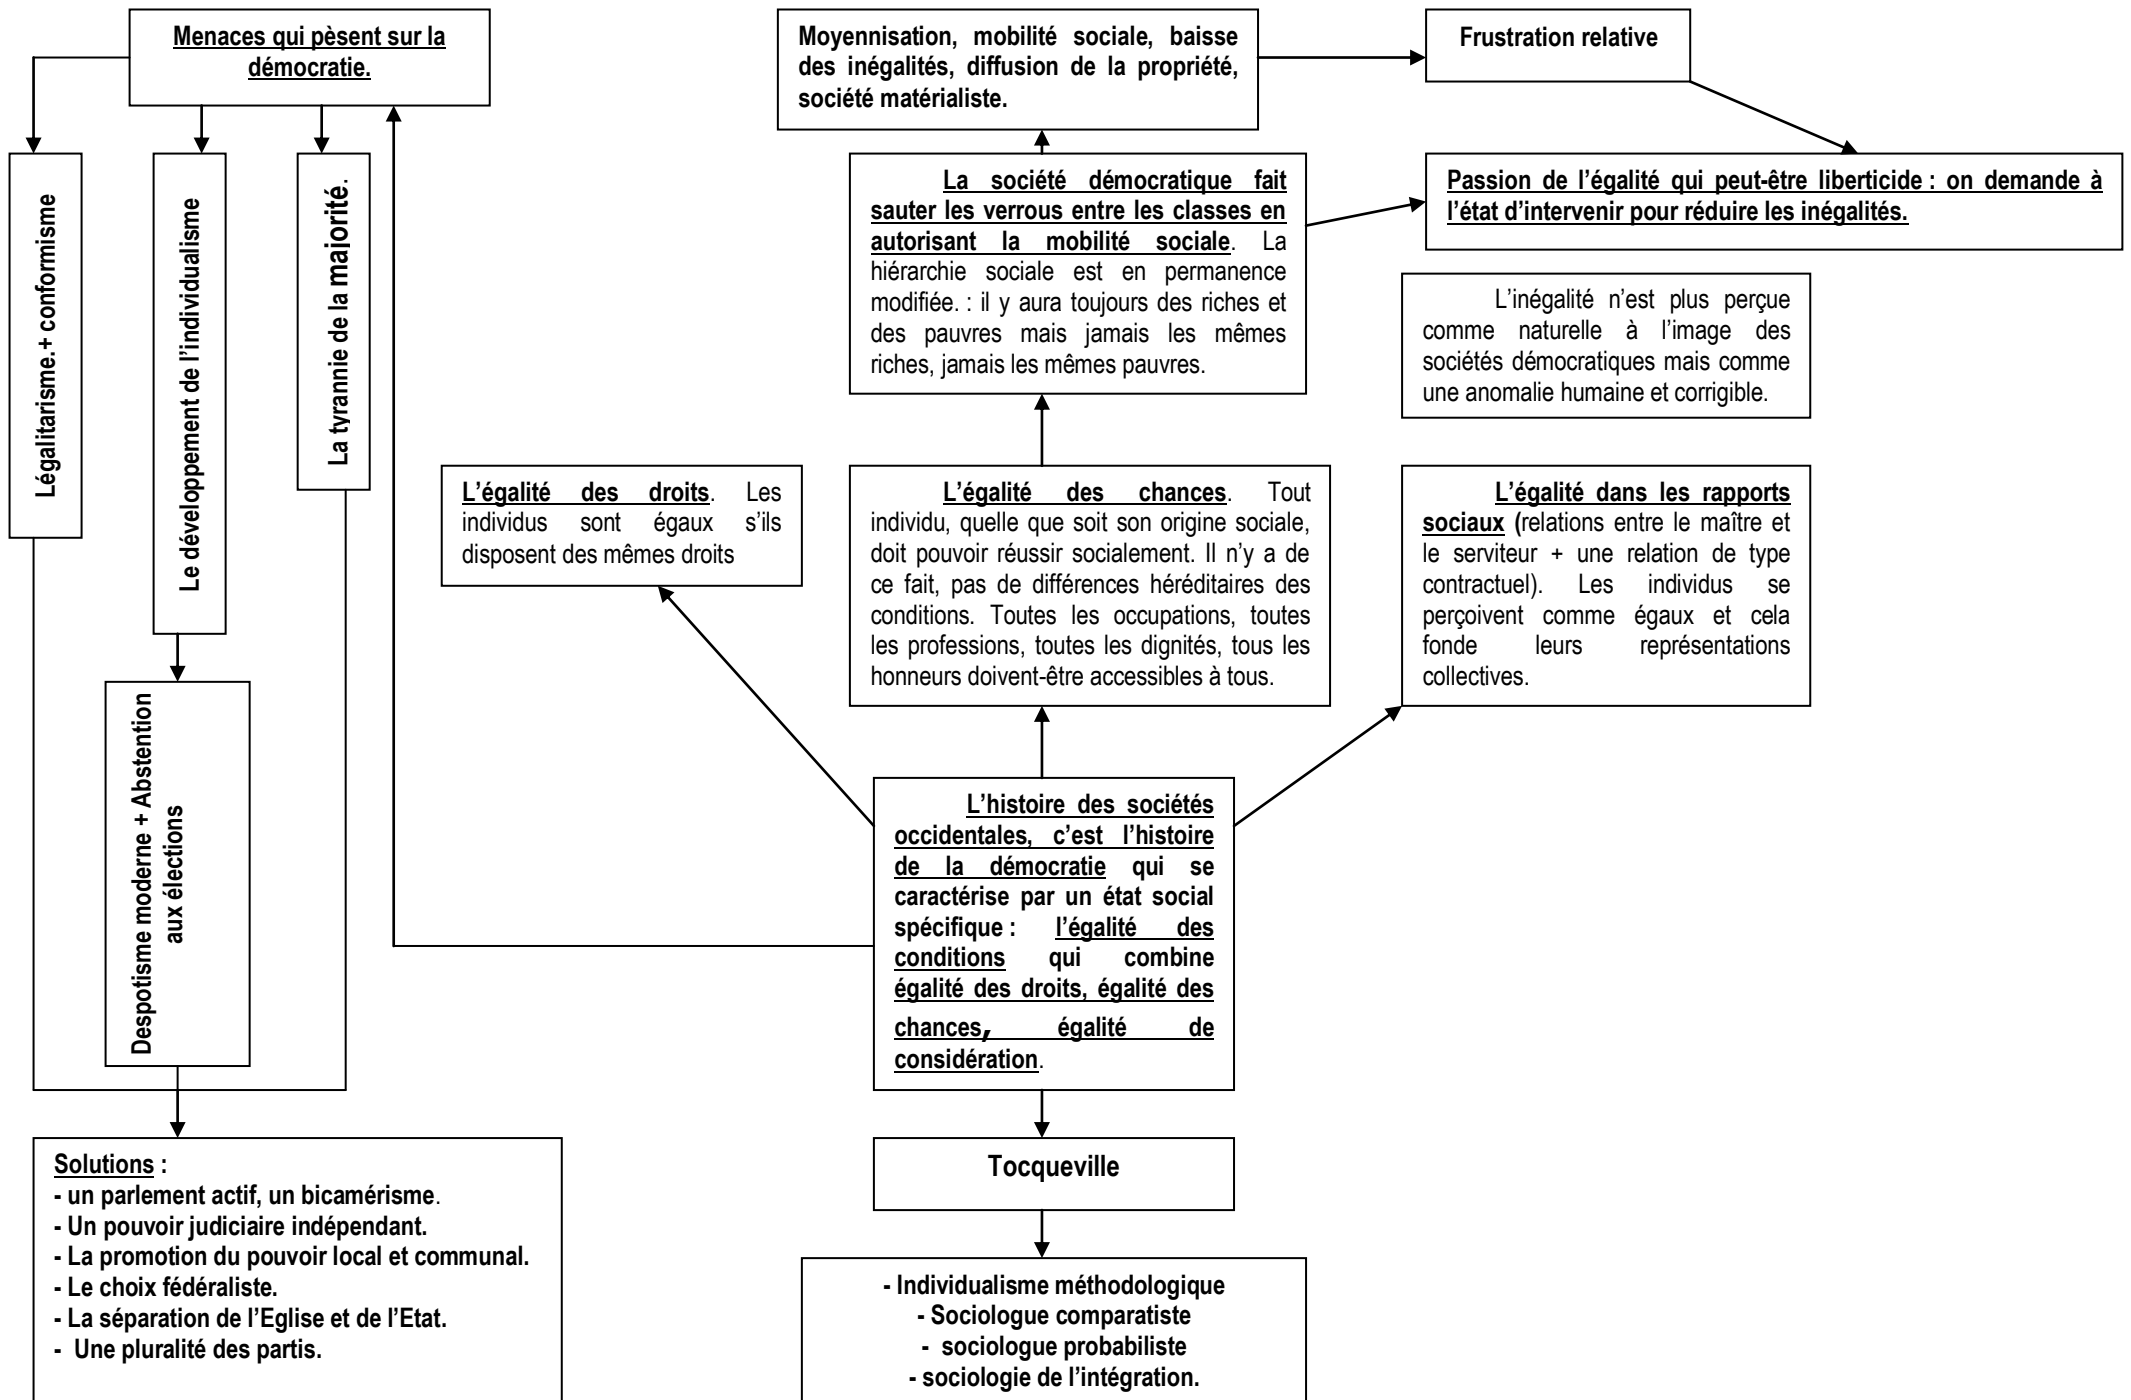 Menaces qui pèsent sur la
démocratie.
Moyennisation, mobilité sociale, baisse
des inégalités, diffusion de la propriété,
société matérialiste.
Frustration relative
Légalitarisme.+ conformisme
Le développement de l'individualisme
La tyrannie de la majorité.
La société démocratique fait
sauter les verrous entre les classes en
autorisant la mobilité sociale. La
hiérarchie sociale est en permanence
modifiée. : il y aura toujours des riches et
des pauvres mais jamais les mêmes
riches, jamais les mêmes pauvres.
Passion de l'égalité qui peut-être liberticide : on demande à
l'état d'intervenir pour réduire les inégalités.
L'inégalité n'est plus perçue
comme naturelle à l'image des
sociétés démocratiques mais comme
une anomalie humaine et corrigible.
L'égalité des droits. Les
individus sont égaux s'ils
disposent des mêmes droits
L'égalité des chances. Tout
individu, quelle que soit son origine sociale,
doit pouvoir réussir socialement. Il n'y a de
ce fait, pas de différences héréditaires des
conditions. Toutes les occupations, toutes
les professions, toutes les dignités, tous les
honneurs doivent-être accessibles à tous.
L'égalité dans les rapports
sociaux (relations entre le maître et
le serviteur + une relation de type
contractuel). Les individus se
perçoivent comme égaux et cela
fonde leurs représentations
collectives.
Despotisme moderne + Abstention
aux élections
L'histoire des sociétés
occidentales, c'est l'histoire
de la démocratie qui se
caractérise par un état social
spécifique : l'égalité des
conditions qui combine
égalité des droits, égalité des
chances, égalité de
considération.
Solutions :
- un parlement actif, un bicamérisme.
- Un pouvoir judiciaire indépendant.
- La promotion du pouvoir local et communal.
- Le choix fédéraliste.
- La séparation de l'Eglise et de l'Etat.
- Une pluralité des partis.
Tocqueville
- Individualisme méthodologique
- Sociologue comparatiste
- sociologue probabiliste
- sociologie de l'intégration.